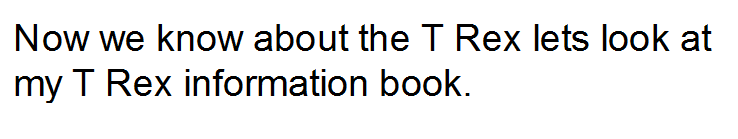 Now we know about the T Rex lets look at
my T Rex information book.